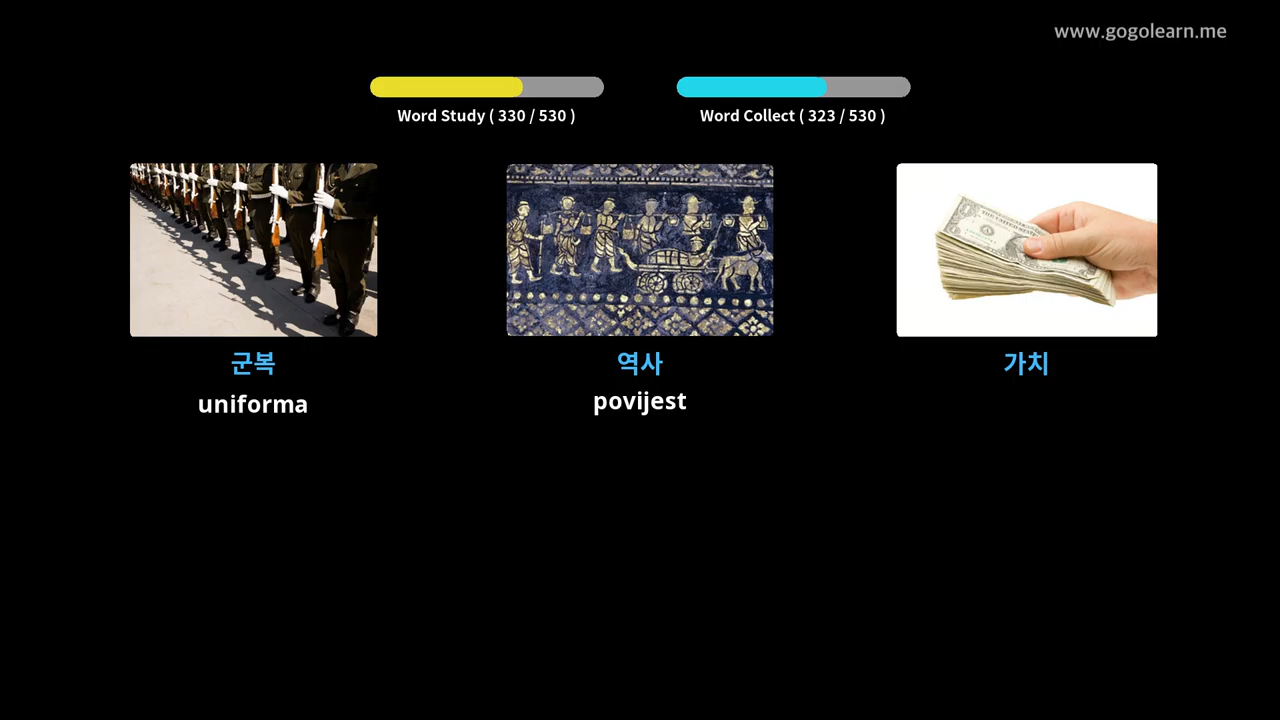 www.gogolearn.me
Word Study ( 330 / 530 )
Word Collect ( 323 / 530 )
군복
역사
가치
uniforma
povijest